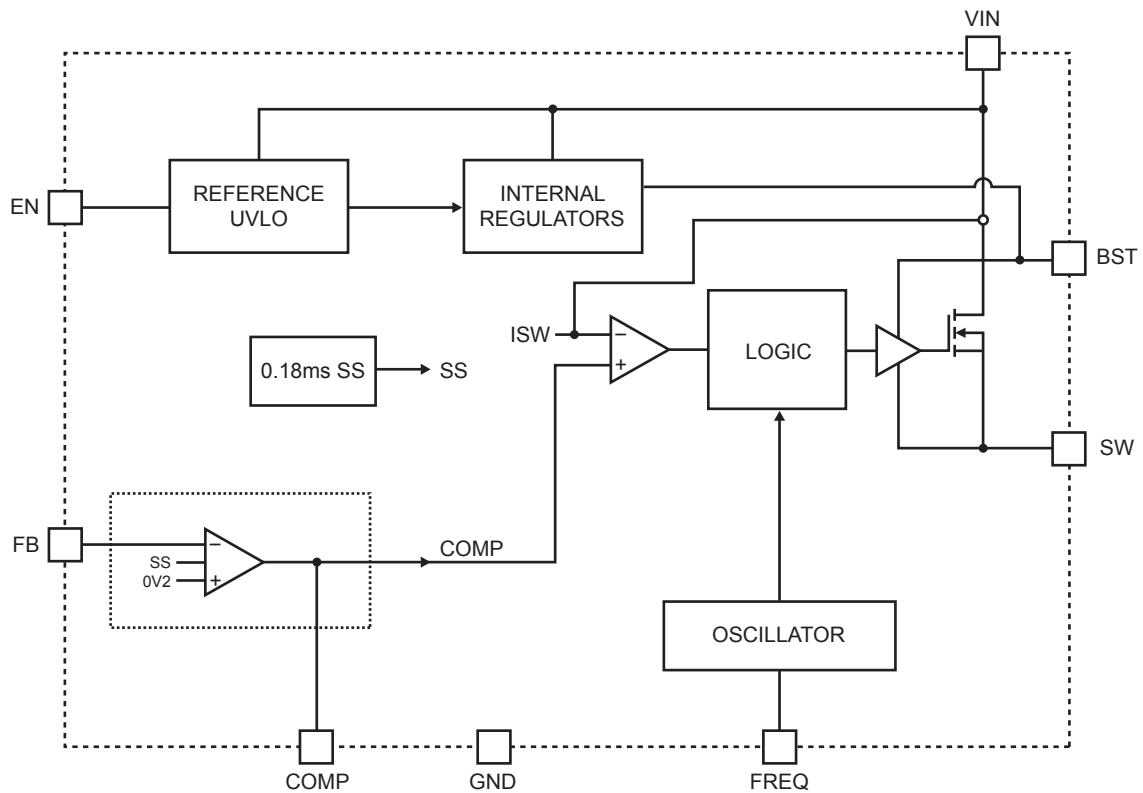 VIN
EN
REFERENCE
UVLO
INTERNAL
REGULATORS
BST
ISW
−
+
LOGIC
0.18ms SS
SS
SW
FB
−
SS
0V2
+
COMP
OSCILLATOR
COMP
GND
FREQ